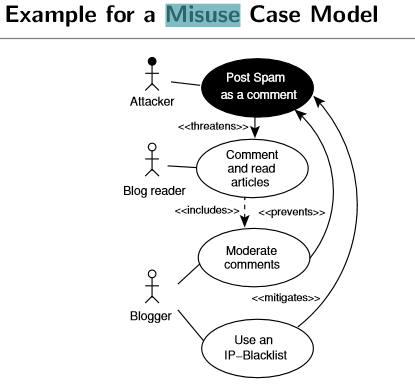 Example for a Misuse Case Model
Post Spam
as a comment
Attacker
<<threatens>>
Comment
and read
articles
Blog reader
<<includes>>
<<prevents>>
Moderate
comments
<<mitigates>>
Blogger
Use an
IP–Blacklist